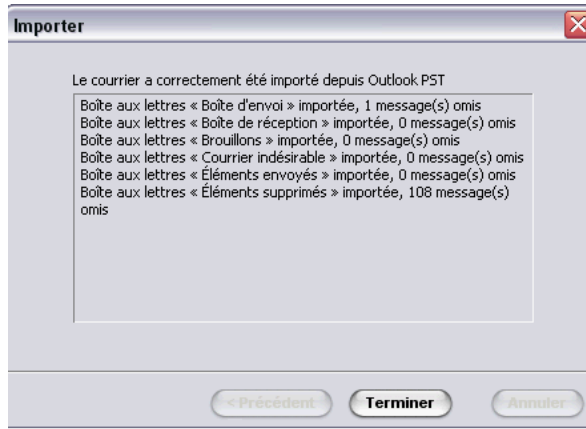 Importer
Le courrier a correctement été importé depuis Outlook PST
Boîte aux lettres « Boîte d'envoi » importée, 1 message(s) omis
Boîte aux lettres « Boîte de réception » importée, 0 message(s) omis
Boîte aux lettres « Brouillons » importée, 0 message(s) omis
Boîte aux lettres « Courrier indésirable » importée, 0 message(s) omis
Boîte aux lettres « Éléments envoyés » importée, 0 message(s) omis
Boîte aux lettres « Éléments supprimés » importée, 108 message(s)
omis
< Précédent Terminer Annuler